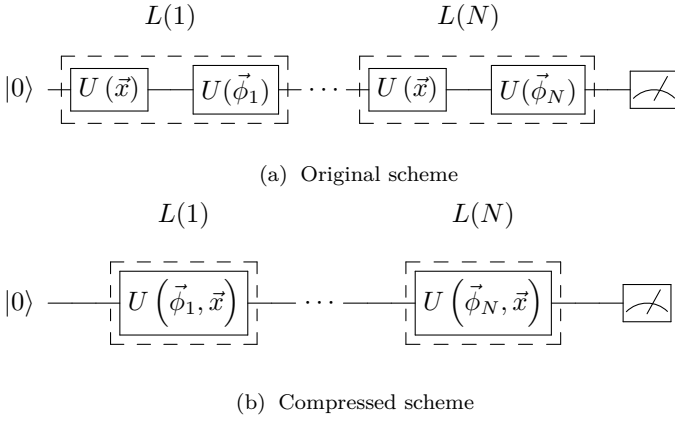 L(1) L(N)
|0⟩ U(x⃗) U(ϕ⃗₁) ··· U(x⃗) U(ϕ⃗_N)
(a) Original scheme
L(1) L(N)
|0⟩ U(ϕ⃗₁, x⃗) ··· U(ϕ⃗_N, x⃗)
(b) Compressed scheme